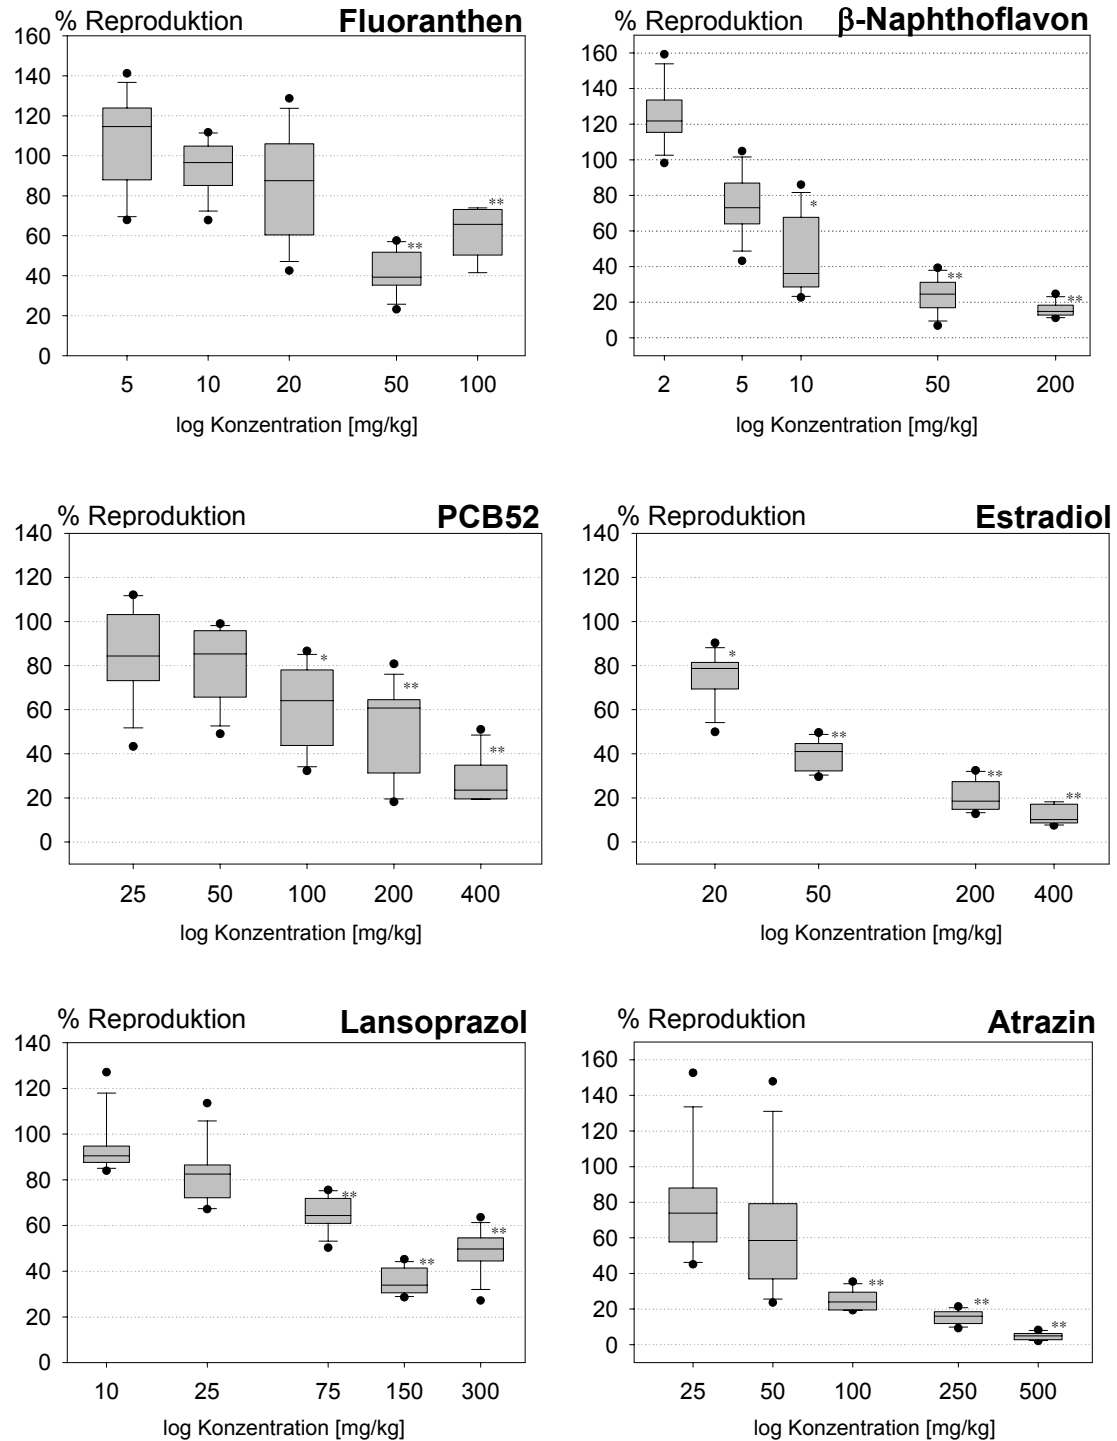 % Reproduktion Fluoranthen
160
140
120
100
80
60
40
20
0
** **
5 10 20 50 100
log Konzentration [mg/kg]
% Reproduktion β-Naphthoflavon
160
140
120
100
80
60
40
20
0
* ** **
2 5 10 50 200
log Konzentration [mg/kg]
% Reproduktion PCB52
140
120
100
80
60
40
20
0
* ** **
25 50 100 200 400
log Konzentration [mg/kg]
% Reproduktion Estradiol
140
120
100
80
60
40
20
0
* ** ** **
20 50 200 400
log Konzentration [mg/kg]
% Reproduktion Lansoprazol
140
120
100
80
60
40
20
0
** ** **
10 25 75 150 300
log Konzentration [mg/kg]
% Reproduktion Atrazin
160
140
120
100
80
60
40
20
0
** ** **
25 50 100 250 500
log Konzentration [mg/kg]